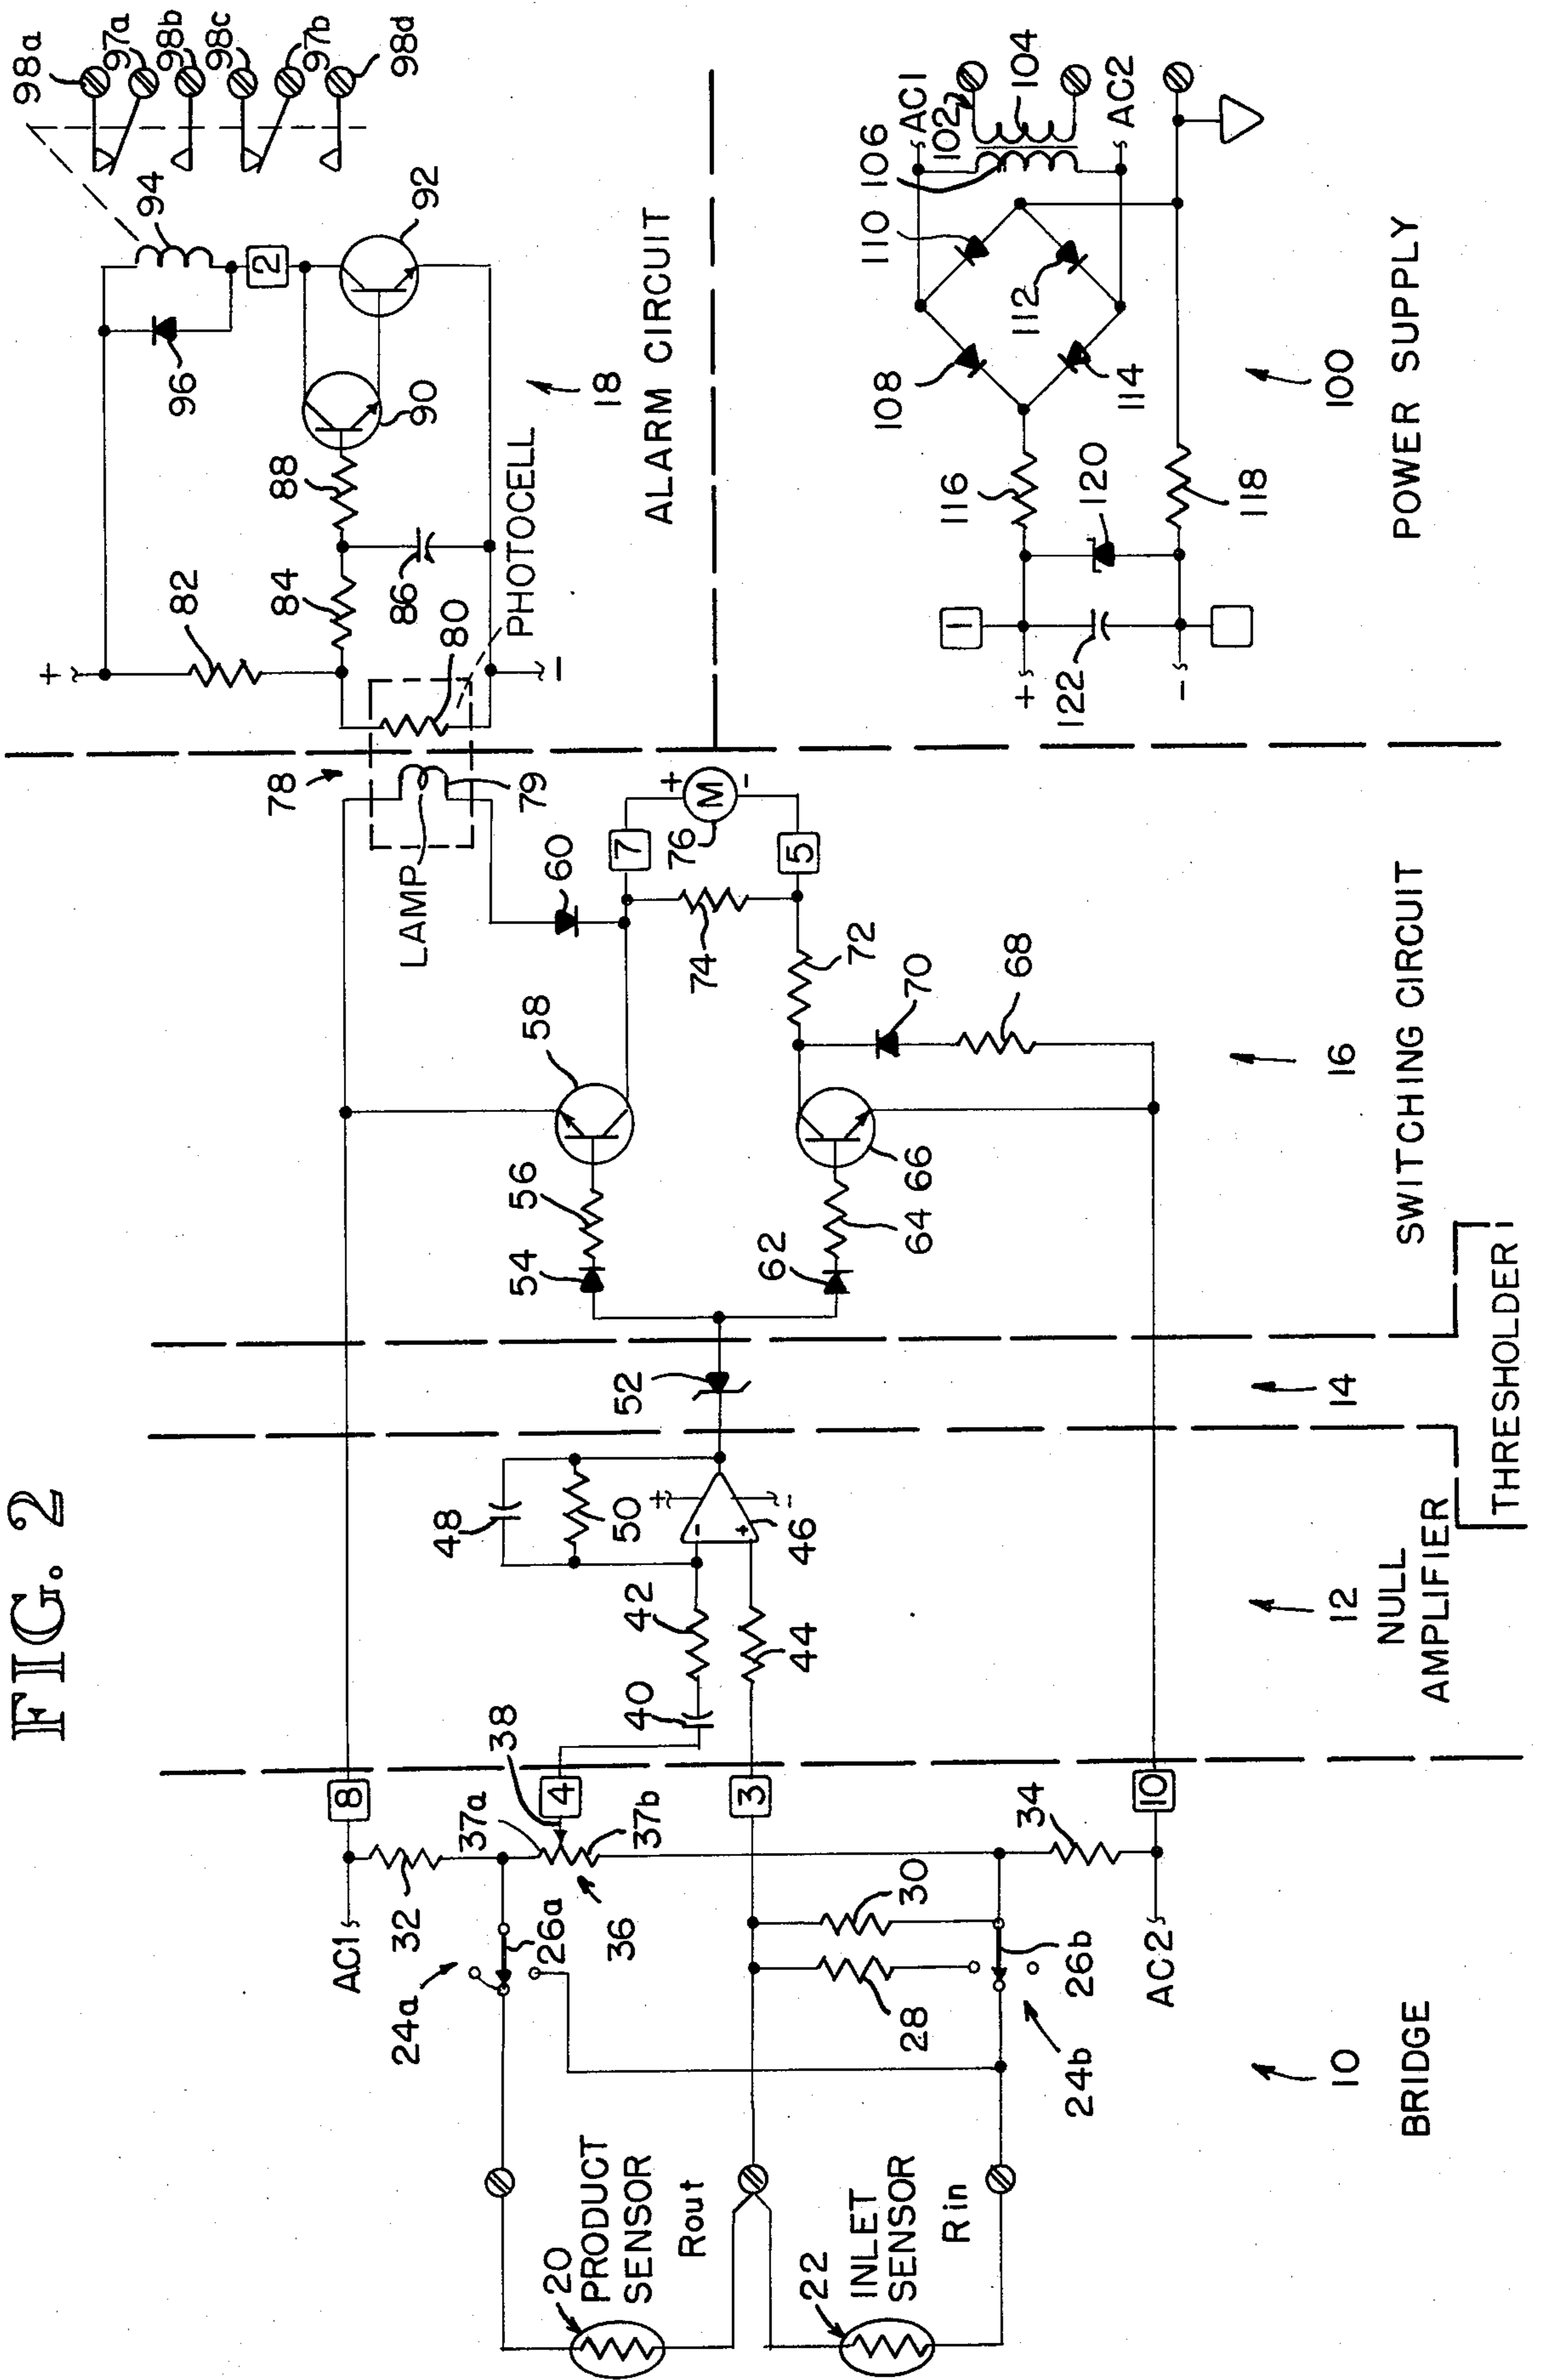 FIG. 2
98a
97a
98b
98c
97b
98d
94
2
92
96
90
18
ALARM CIRCUIT
88
86
84
82
80
PHOTOCELL
+
-
AC1
102
104
106
AC2
110
112
108
114
116
120
118
100
POWER SUPPLY
1
+
122
-
78
LAMP
79
60
7
+
M
-
76
5
74
72
70
68
58
56
54
66
64
62
16
SWITCHING CIRCUIT
52
14
THRESHOLDER
48
50
+
-
-
+
46
42
44
40
12
NULL
AMPLIFIER
8
38
4
37a
37b
3
10
34
AC1
32
24a
26a
36
30
28
26b
24b
AC2
10
BRIDGE
20
PRODUCT
SENSOR
Rout
22
INLET
SENSOR
Rin